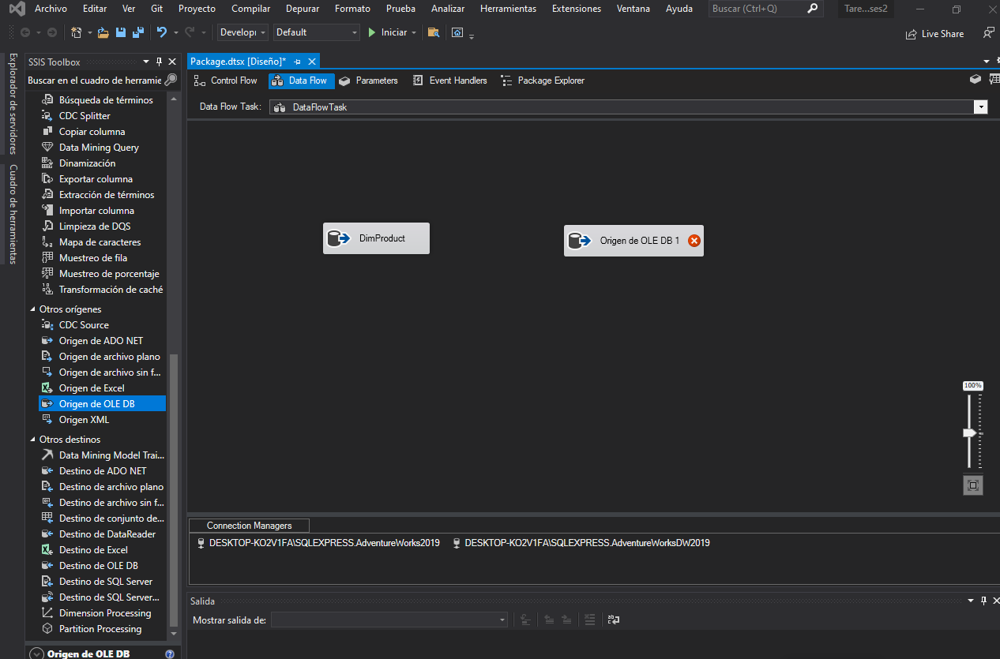 Archivo Editar Ver Git Proyecto Compilar Depurar Formato Prueba Analizar Herramientas Extensiones Ventana Ayuda Buscar (Ctrl+Q) Tare...ses2
Developr Default Iniciar Live Share
Explorador de servidores
Cuadro de herramientas
SSIS Toolbox
Buscar en el cuadro de herramie
Búsqueda de términos
CDC Splitter
Copiar columna
Data Mining Query
Dinamización
Exportar columna
Extracción de términos
Importar columna
Limpieza de DQS
Mapa de caracteres
Muestreo de fila
Muestreo de porcentaje
Transformación de caché
Otros orígenes
CDC Source
Origen de ADO NET
Origen de archivo plano
Origen de archivo sin f...
Origen de Excel
Origen de OLE DB
Origen XML
Otros destinos
Data Mining Model Trai...
Destino de ADO NET
Destino de archivo plano
Destino de archivo sin f...
Destino de conjunto de...
Destino de DataReader
Destino de Excel
Destino de OLE DB
Destino de SQL Server
Destino de SQL Server...
Dimension Processing
Partition Processing
Origen de OLE DB
Package.dtsx [Diseño]*
Control Flow Data Flow Parameters Event Handlers Package Explorer
Data Flow Task: DataFlowTask
DimProduct
Origen de OLE DB 1
100%
Connection Managers
DESKTOP-KO2V1FA\SQLEXPRESS.AdventureWorks2019 DESKTOP-KO2V1FA\SQLEXPRESS.AdventureWorksDW2019
Salida
Mostrar salida de: